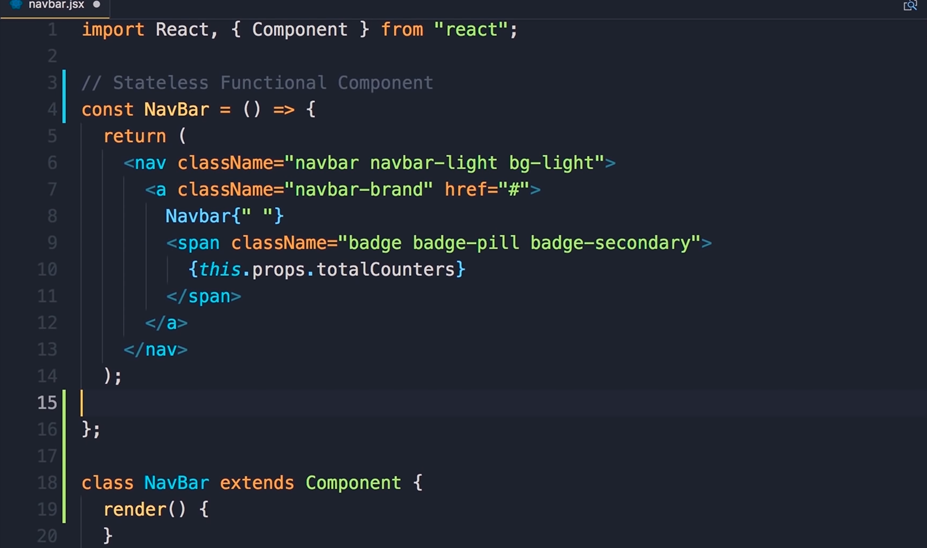 navbar.jsx
1 import React, { Component } from "react";
2
3 // Stateless Functional Component
4 const NavBar = () => {
5 return (
6 <nav className="navbar navbar-light bg-light">
7 <a className="navbar-brand" href="#">
8 Navbar{" "}
9 <span className="badge badge-pill badge-secondary">
10 {this.props.totalCounters}
11 </span>
12 </a>
13 </nav>
14 );
15
16 };
17
18 class NavBar extends Component {
19 render() {
20 }